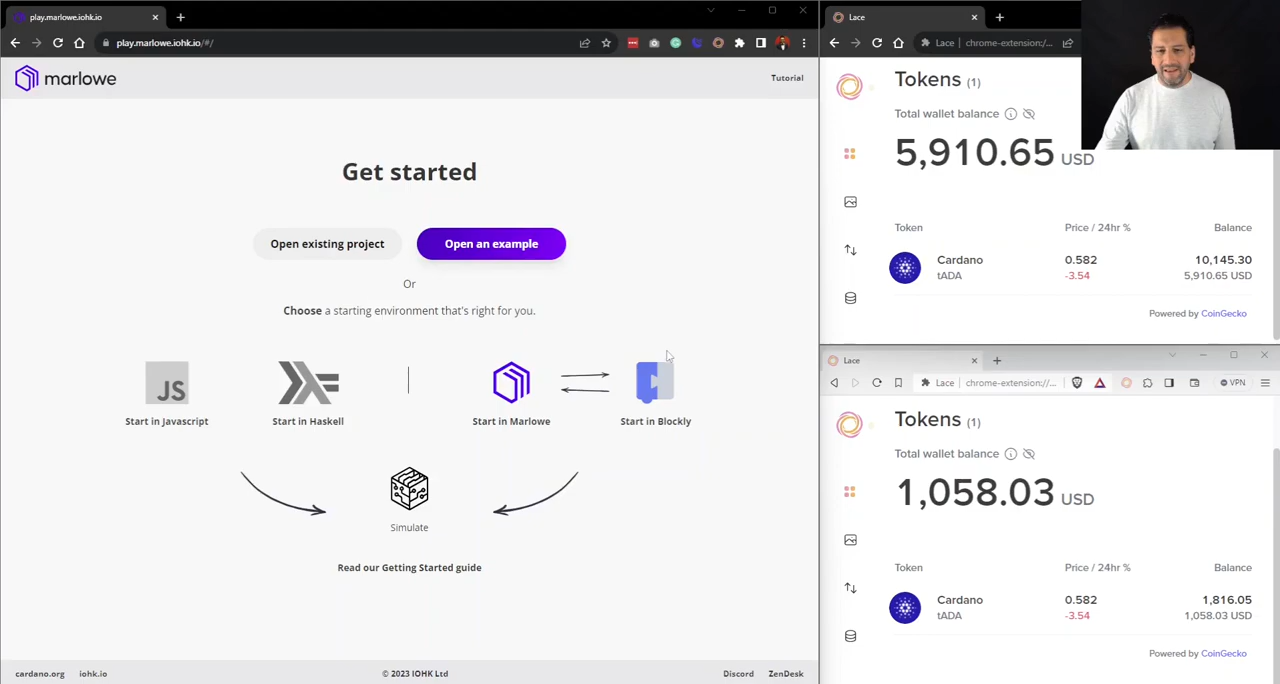 play.marlowe.iohk.io
play.marlowe.iohk.io/#/
marlowe
Tutorial
Get started
Open existing project
Open an example
Or
Choose a starting environment that's right for you.
JS
Start in Javascript
Start in Haskell
Start in Marlowe
Start in Blockly
Simulate
Read our Getting Started guide
cardano.org
iohk.io
© 2023 IOHK Ltd
Discord
ZenDesk
Lace
Lace | chrome-extension:/...
Tokens (1)
Total wallet balance
5,910.65 USD
Token
Price / 24hr %
Balance
Cardano
0.582
10,145.30
tADA
-3.54
5,910.65 USD
Powered by CoinGecko
Lace
Lace | chrome-extension://...
VPN
Tokens (1)
Total wallet balance
1,058.03 USD
Token
Price / 24hr %
Balance
Cardano
0.582
1,816.05
tADA
-3.54
1,058.03 USD
Powered by CoinGecko